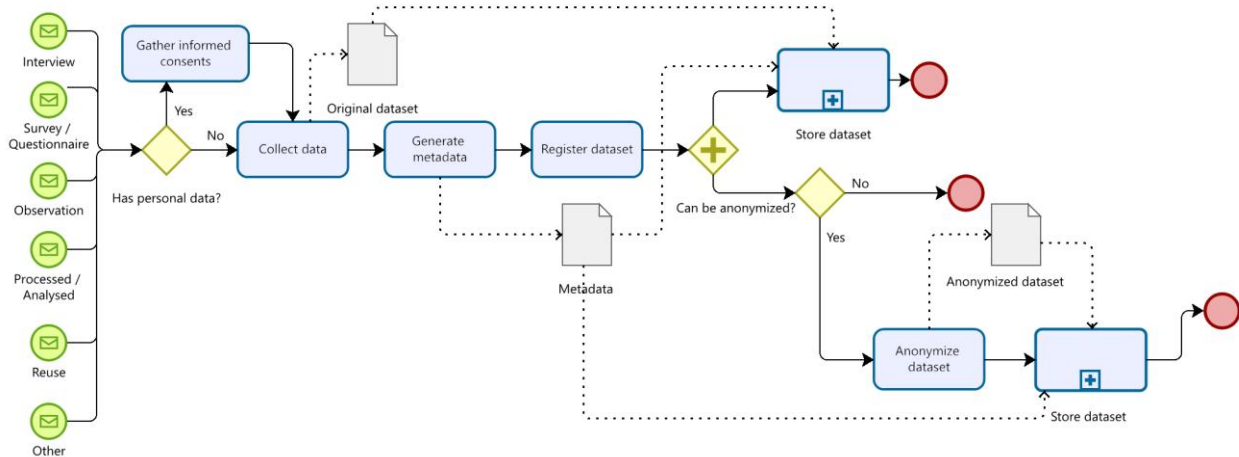 Interview
Survey /
Questionnaire
Observation
Processed /
Analysed
Reuse
Other
Has personal data?
Yes
No
Gather informed
consents
Collect data
Original dataset
Generate
metadata
Metadata
Register dataset
Store dataset
Can be anonymized?
No
Yes
Anonymize
dataset
Anonymized dataset
Store dataset